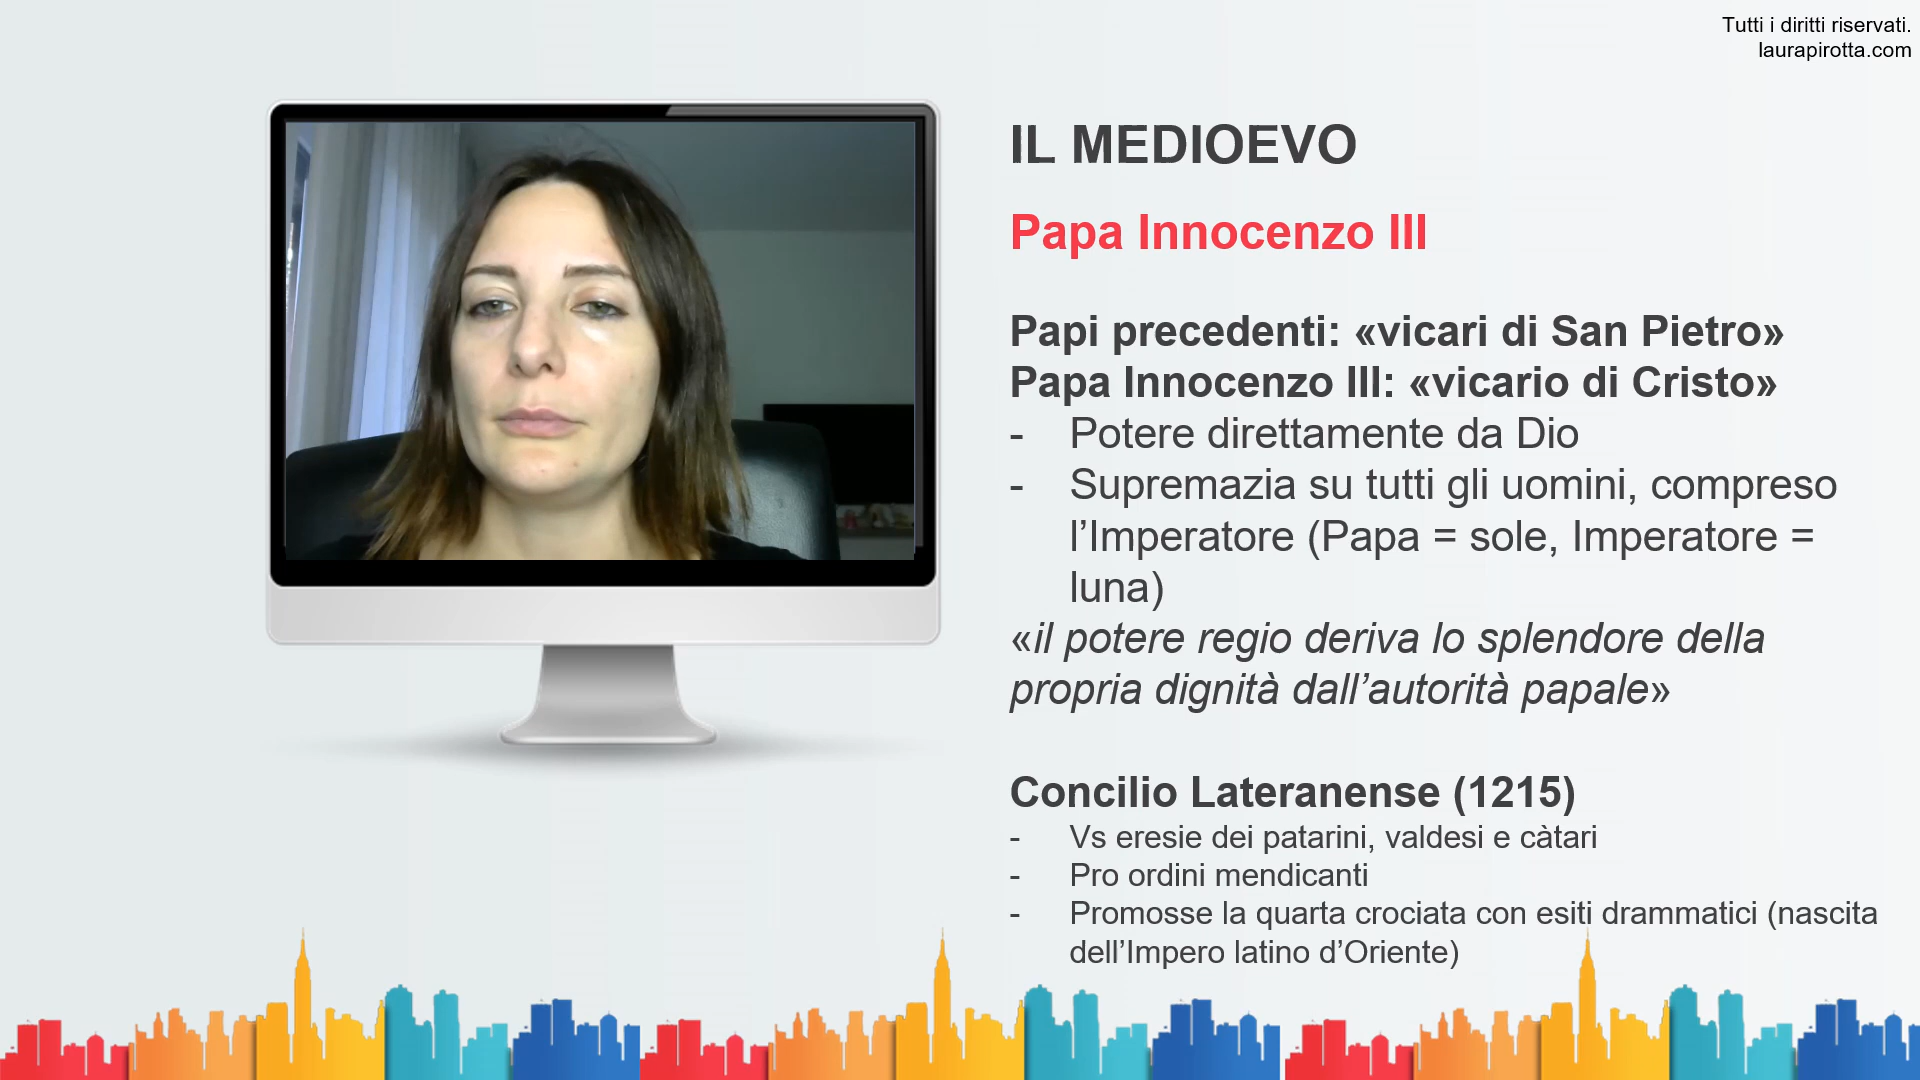 Tutti i diritti riservati.
laurapirotta.com
IL MEDIOEVO
Papa Innocenzo III
Papi precedenti: «vicari di San Pietro»
Papa Innocenzo III: «vicario di Cristo»
- Potere direttamente da Dio
- Supremazia su tutti gli uomini, compreso
l’Imperatore (Papa = sole, Imperatore =
luna)
«il potere regio deriva lo splendore della
propria dignità dall’autorità papale»
Concilio Lateranense (1215)
- Vs eresie dei patarini, valdesi e càtari
- Pro ordini mendicanti
- Promosse la quarta crociata con esiti drammatici (nascita
dell’Impero latino d’Oriente)